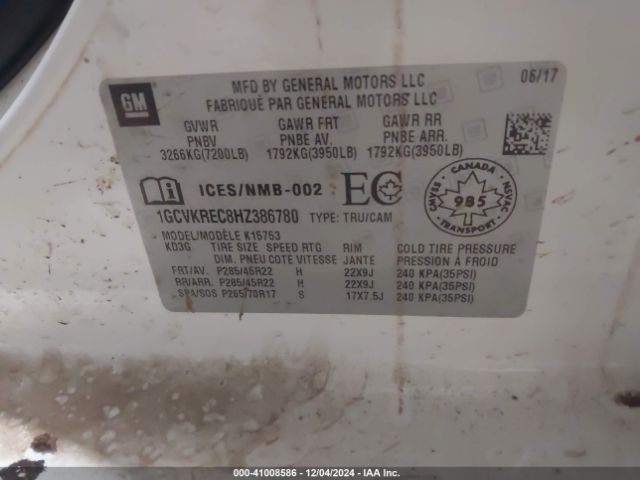 GM
MFD BY GENERAL MOTORS LLC 06/17
FABRIQUÉ PAR GENERAL MOTORS LLC
GVWR GAWR FRT GAWR RR
PNBV PNBE AV. PNBE ARR.
3266KG(7200LB) 1792KG(3950LB) 1792KG(3950LB)
ICES/NMB-002 EC
CANADA
CMVSS 985 NSVAC
TRANSPORT
1GCVKREC8HZ386780 TYPE: TRU/CAM
MODEL/MODÈLE K15753
KD3G TIRE SIZE SPEED RTG RIM COLD TIRE PRESSURE
DIM. PNEU COTE VITESSE JANTE PRESSION À FROID
FRT/AV. P285/45R22 H 22X9J 240 KPA(35PSI)
RR/ARR. P285/45R22 H 22X9J 240 KPA(35PSI)
SPA/SOS P265/70R17 S 17X7.5J 240 KPA(35PSI)
000-41008586 - 12/04/2024 - IAA Inc.